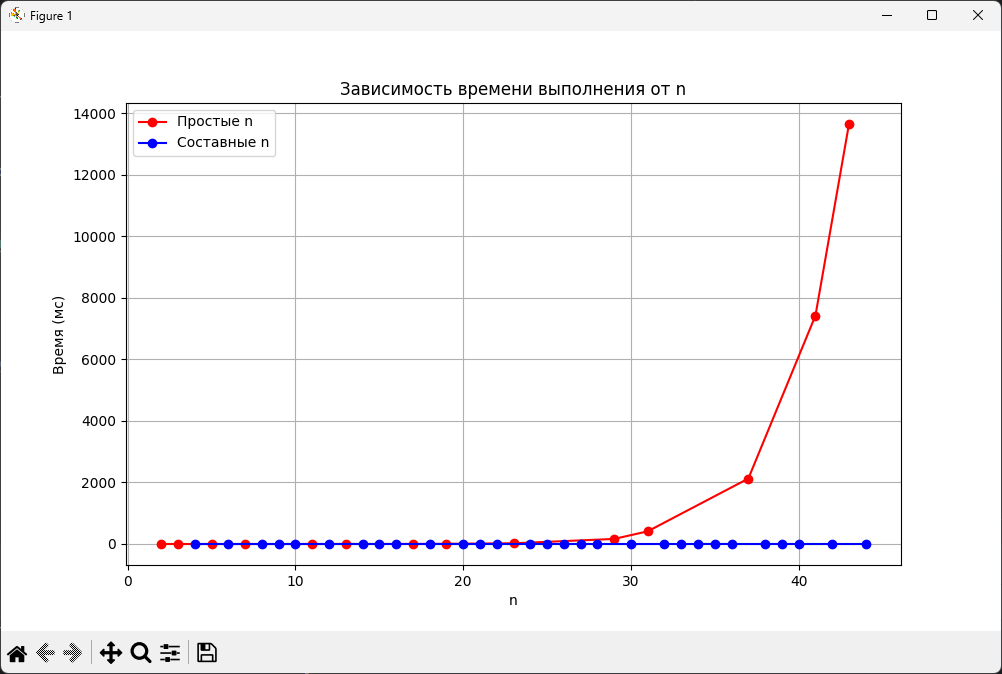 Figure 1
Зависимость времени выполнения от n
Простые n
Составные n
14000
12000
10000
8000
6000
4000
2000
0
Время (мс)
0 10 20 30 40
n